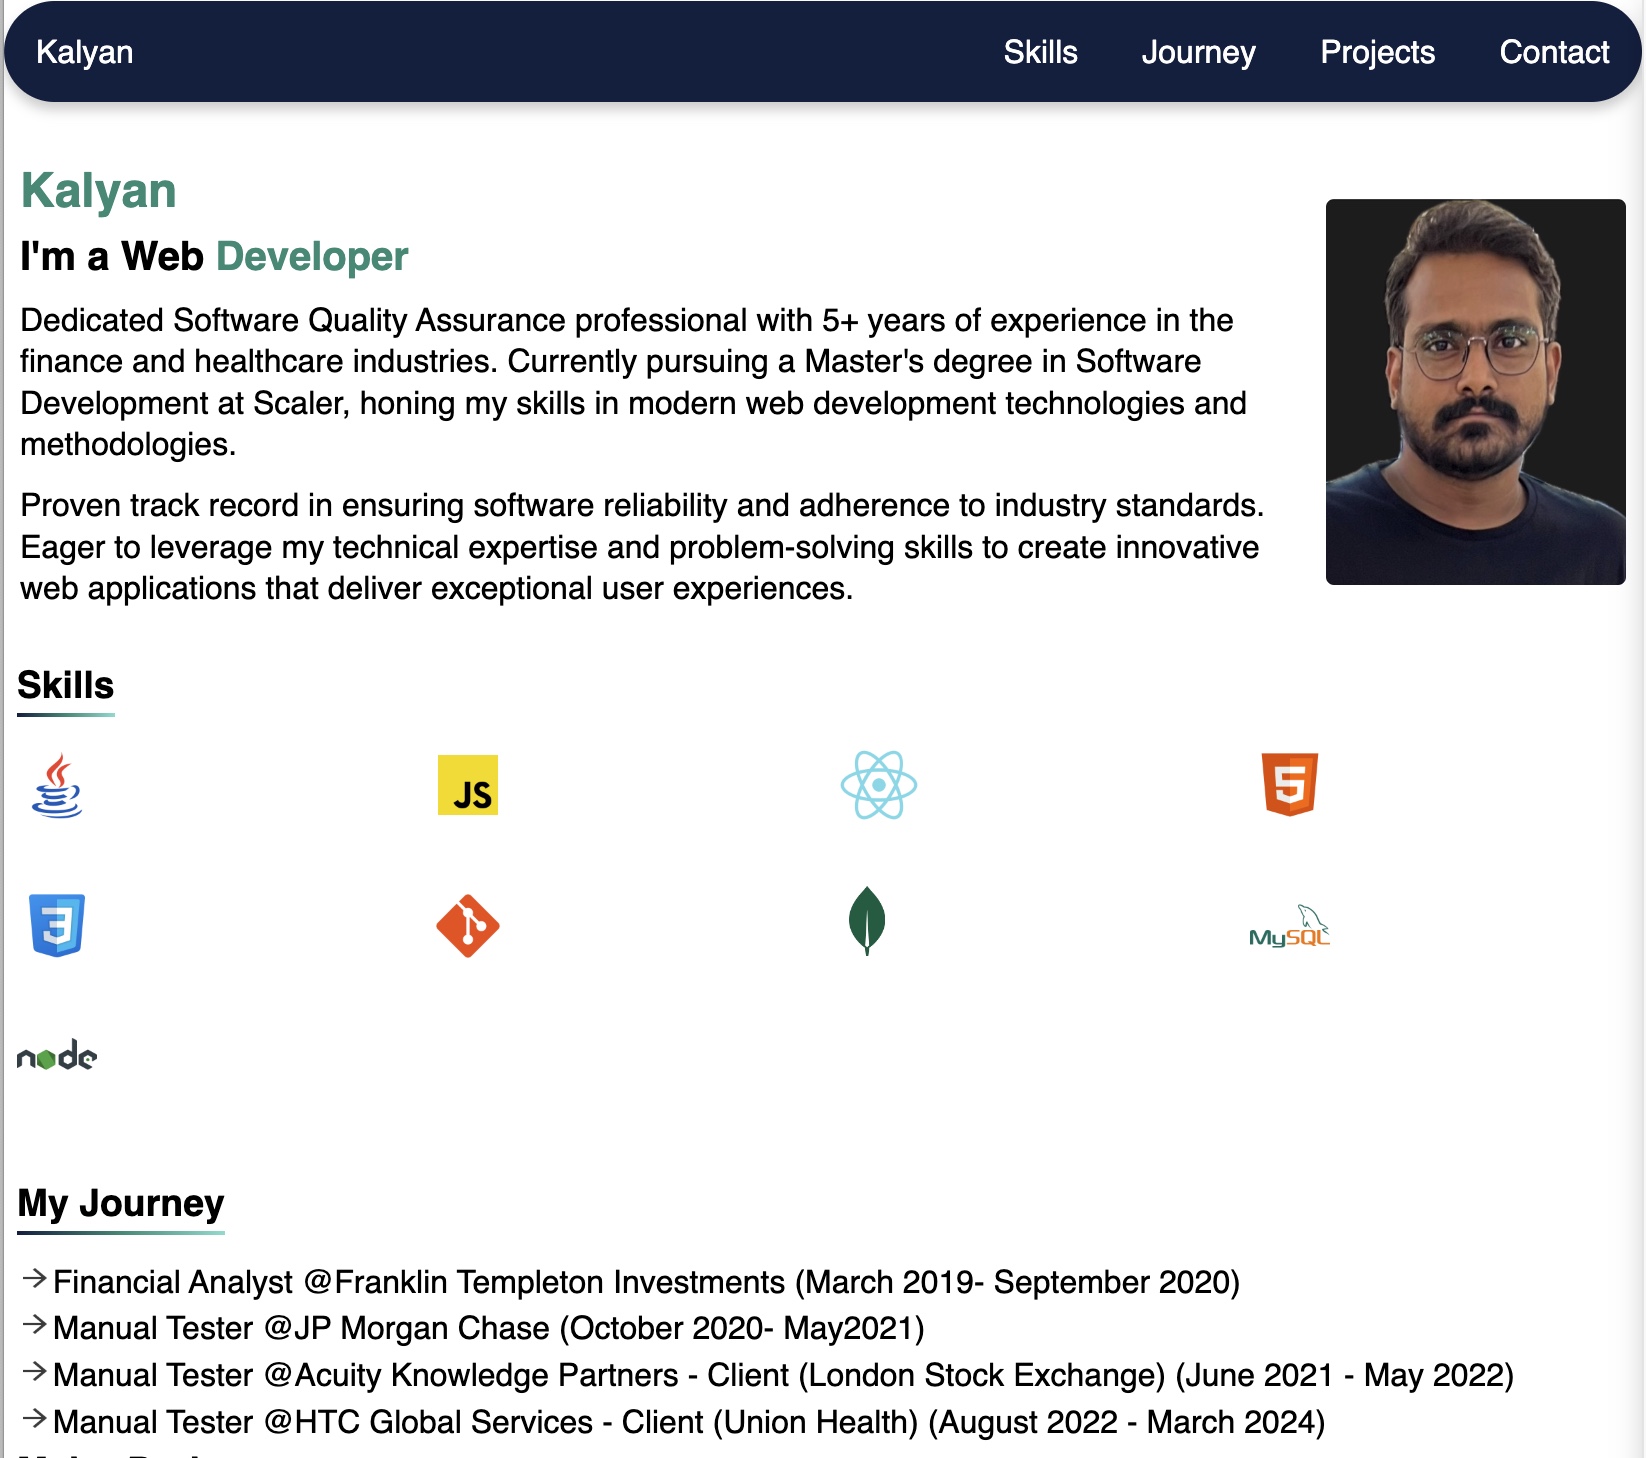 Kalyan
Skills
Journey
Projects
Contact
Kalyan
I'm a Web Developer
Dedicated Software Quality Assurance professional with 5+ years of experience in the
finance and healthcare industries. Currently pursuing a Master's degree in Software
Development at Scaler, honing my skills in modern web development technologies and
methodologies.
Proven track record in ensuring software reliability and adherence to industry standards.
Eager to leverage my technical expertise and problem-solving skills to create innovative
web applications that deliver exceptional user experiences.
Skills
JS
5
3
MySQL
node
My Journey
→ Financial Analyst @Franklin Templeton Investments (March 2019- September 2020)
→ Manual Tester @JP Morgan Chase (October 2020- May2021)
→ Manual Tester @Acuity Knowledge Partners - Client (London Stock Exchange) (June 2021 - May 2022)
→ Manual Tester @HTC Global Services - Client (Union Health) (August 2022 - March 2024)